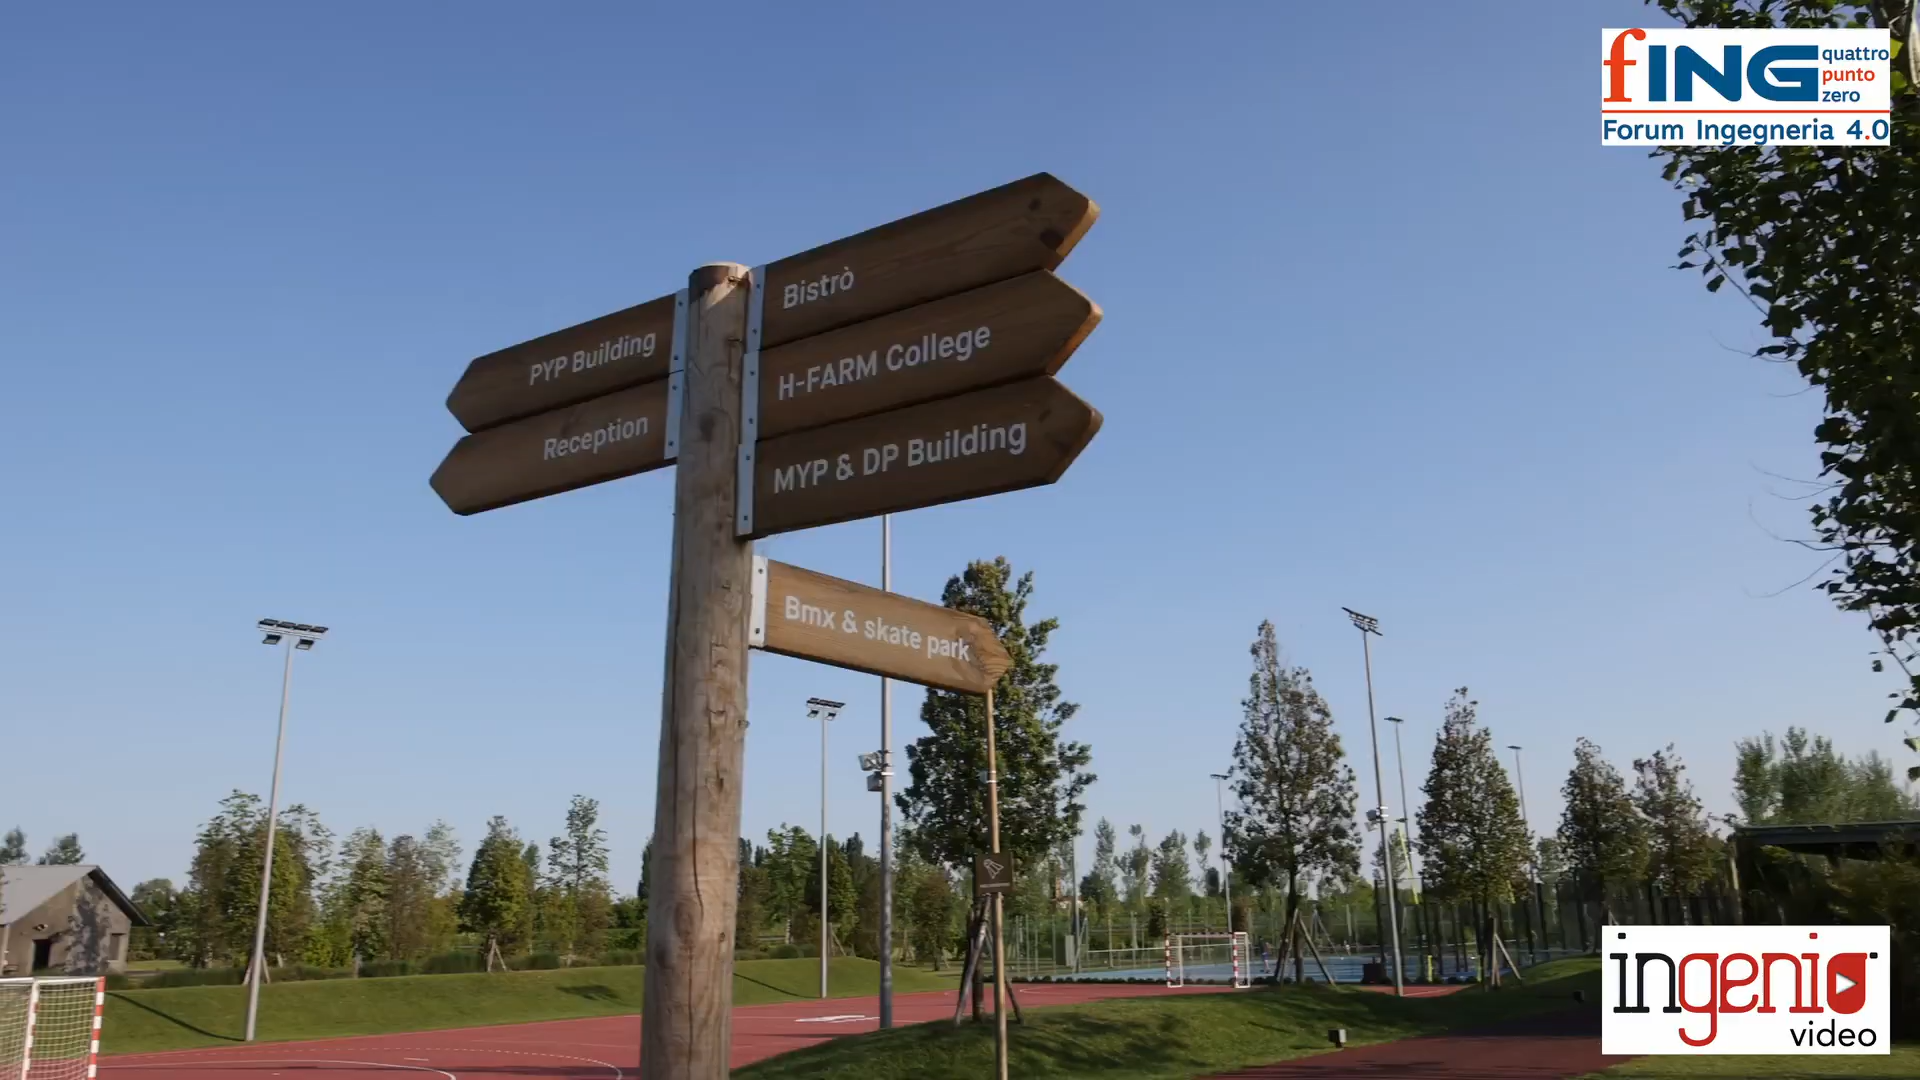 fING quattro
punto
zero
Forum Ingegneria 4.0
Bistrò
PYP Building
H-FARM College
Reception
MYP & DP Building
Bmx & skate park
ingenio
video